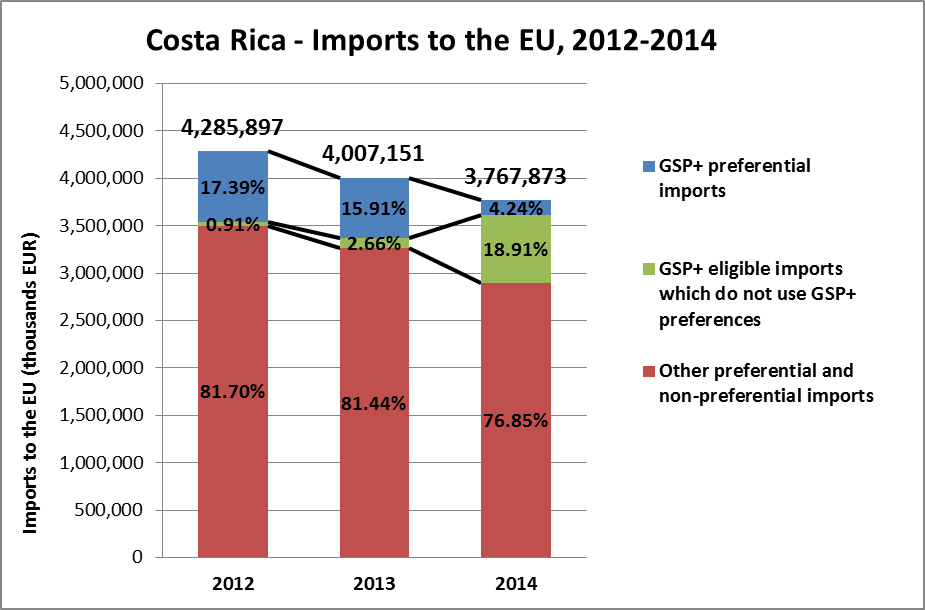 Costa Rica - Imports to the EU, 2012-2014
Imports to the EU (thousands EUR)
5,000,000
4,500,000
4,000,000
3,500,000
3,000,000
2,500,000
2,000,000
1,500,000
1,000,000
500,000
0
4,285,897
4,007,151
3,767,873
17.39%
15.91%
4.24%
0.91%
2.66%
18.91%
81.70%
81.44%
76.85%
2012
2013
2014
GSP+ preferential
imports
GSP+ eligible imports
which do not use GSP+
preferences
Other preferential and
non-preferential imports